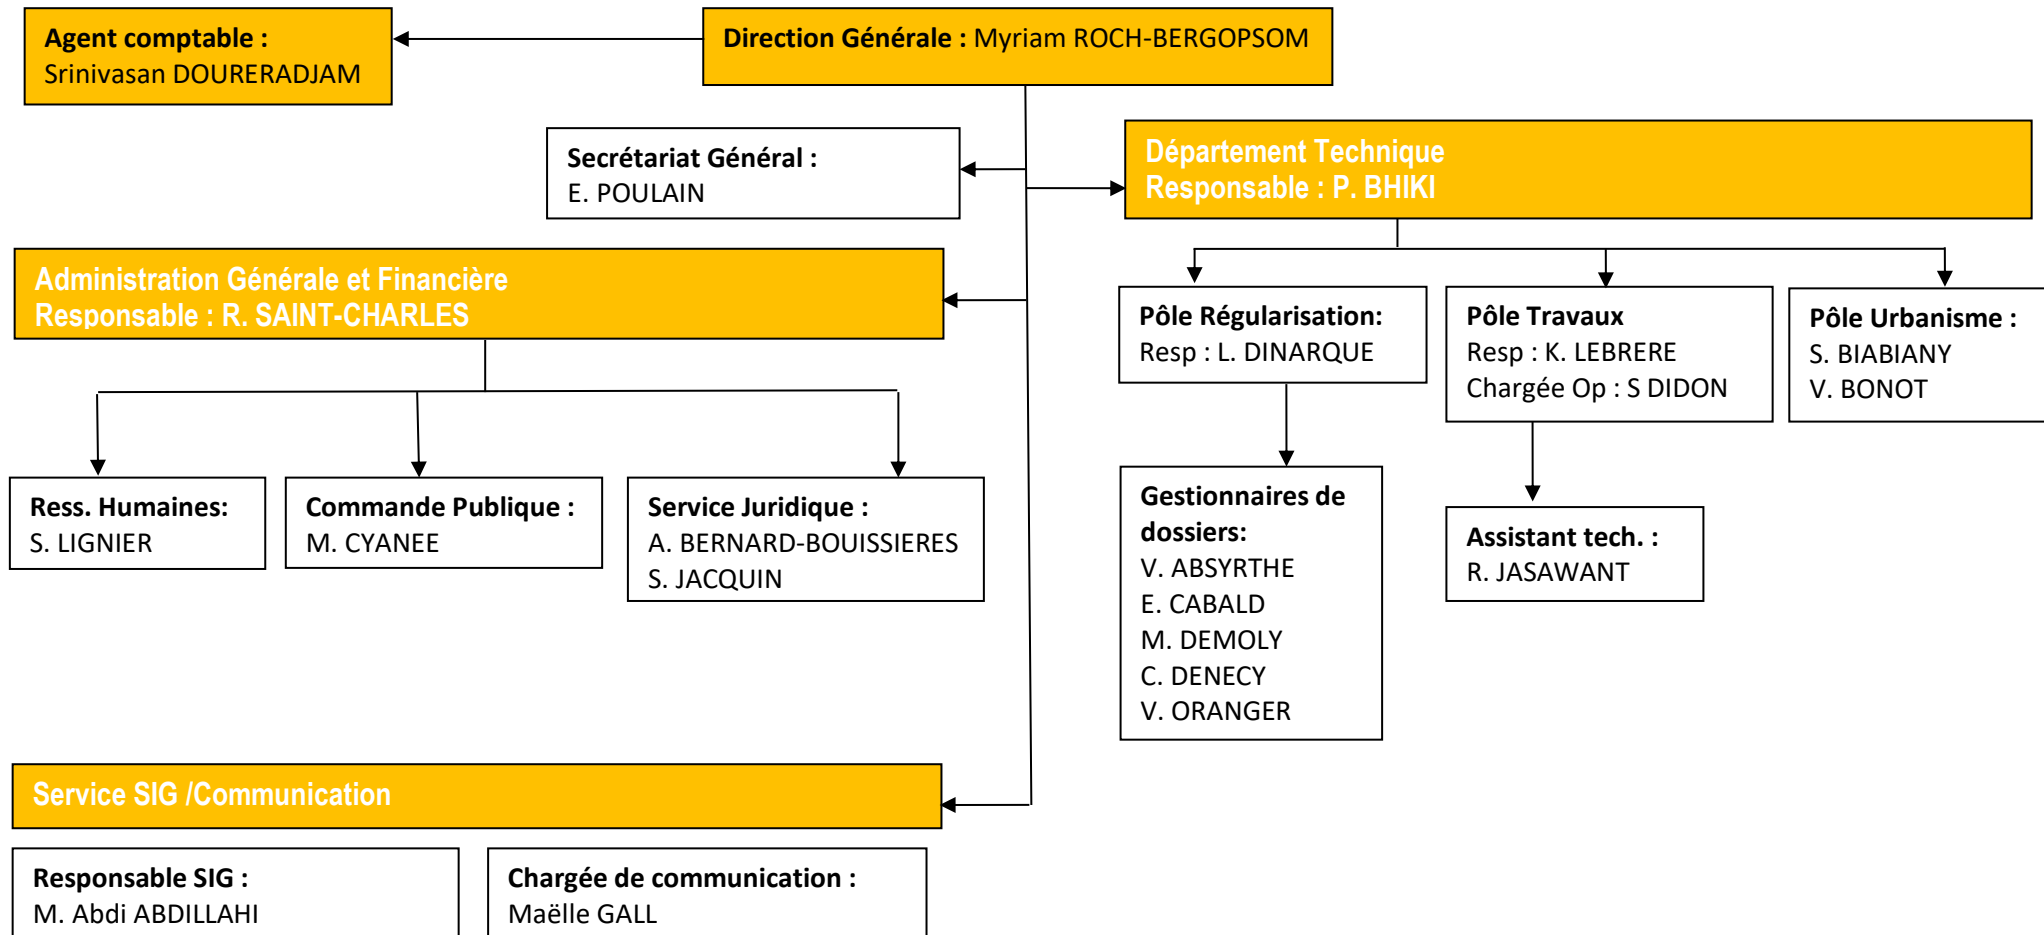 Agent comptable :
Srinivasan DOURERADJAM
Direction Générale : Myriam ROCH-BERGOPSOM
Secrétariat Général :
E. POULAIN
Département Technique
Responsable : P. BHIKI
Administration Générale et Financière
Responsable : R. SAINT-CHARLES
Pôle Régularisation:
Resp : L. DINARQUE
Pôle Travaux
Resp : K. LEBRERE
Chargée Op : S DIDON
Pôle Urbanisme :
S. BIABIANY
V. BONOT
Ress. Humaines:
S. LIGNIER
Commande Publique :
M. CYANEE
Service Juridique :
A. BERNARD-BOUISSIERES
S. JACQUIN
Gestionnaires de
dossiers:
V. ABSYRTHE
E. CABALD
M. DEMOLY
C. DENECY
V. ORANGER
Assistant tech. :
R. JASAWANT
Service SIG /Communication
Responsable SIG :
M. Abdi ABDILLAHI
Chargée de communication :
Maëlle GALL